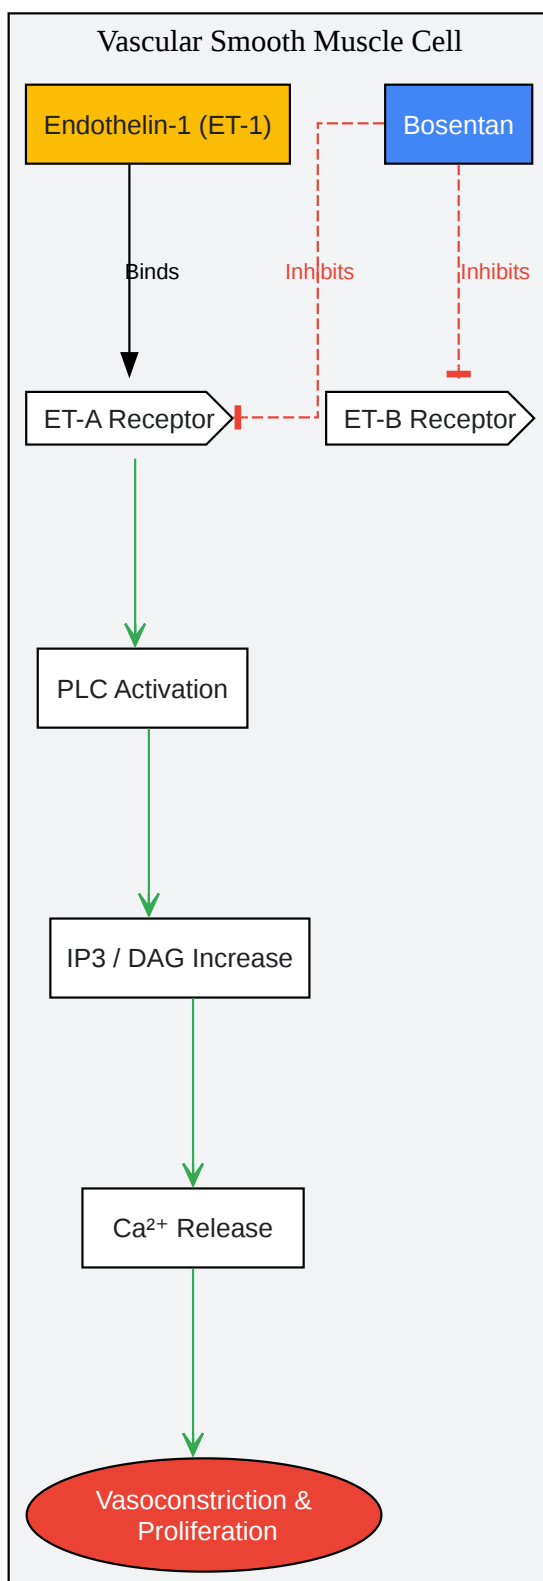 Vascular Smooth Muscle Cell
Endothelin-1 (ET-1)
Bosentan
Binds
Inhibits
Inhibits
ET-A Receptor
ET-B Receptor
PLC Activation
IP3 / DAG Increase
Ca²⁺ Release
Vasoconstriction &
Proliferation